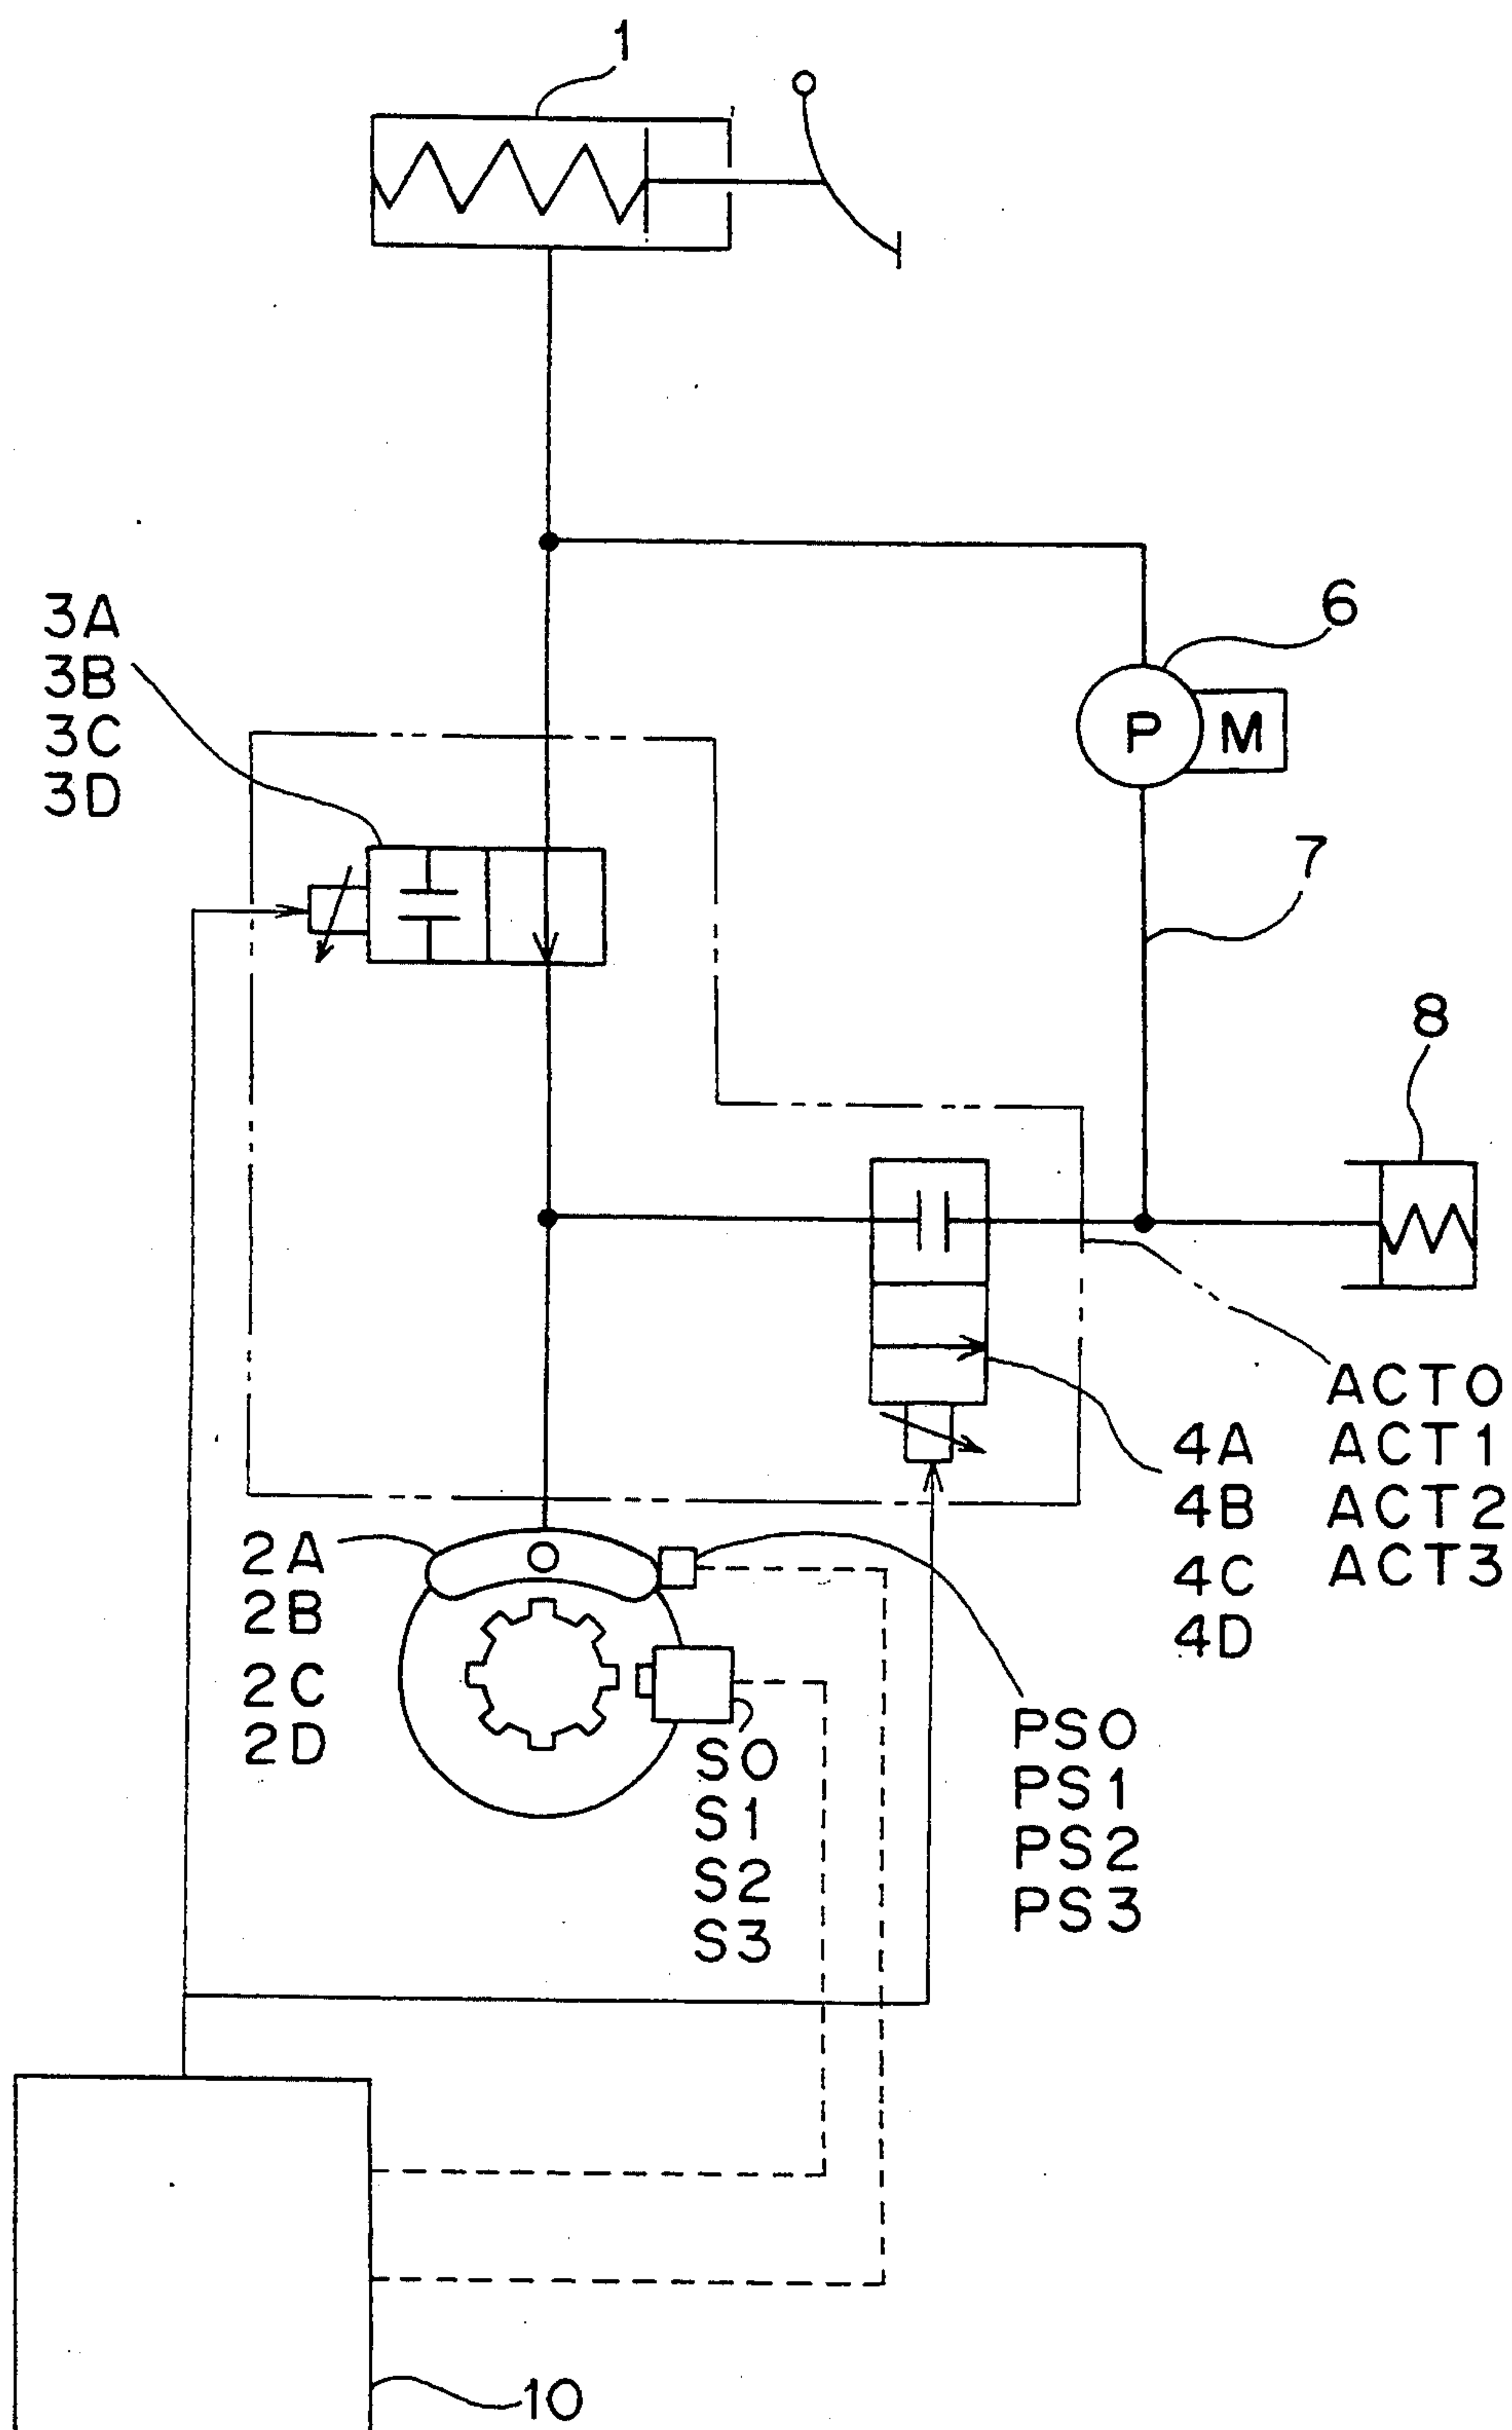 1
6
3A
3B
3C
3D
P M
7
8
ACT0
ACT1
ACT2
ACT3
4A
4B
4C
4D
2A
2B
2C
2D
PS0
PS1
PS2
PS3
S0
S1
S2
S3
10